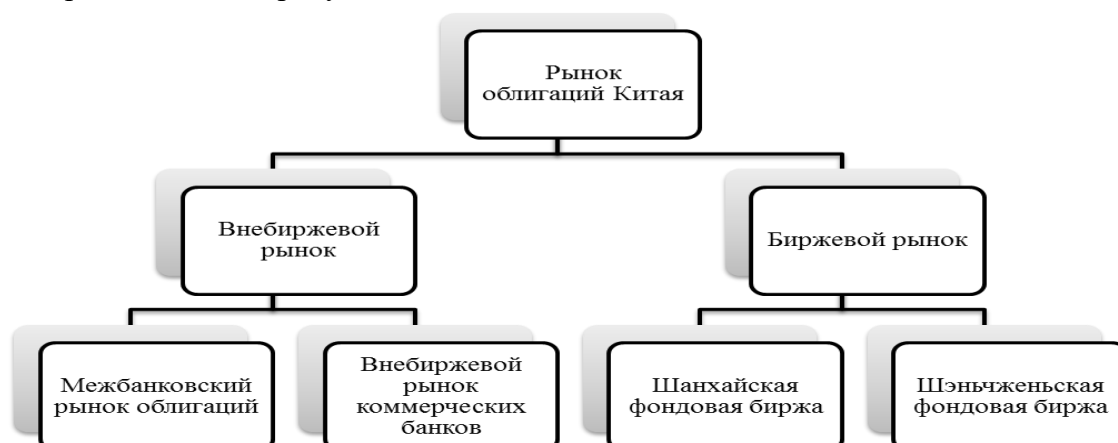 Рынок
облигаций Китая
Внебиржевой
рынок
Биржевой рынок
Межбанковский
рынок облигаций
Внебиржевой
рынок
коммерческих
банков
Шанхайская
фондовая биржа
Шэньчженьская
фондовая биржа